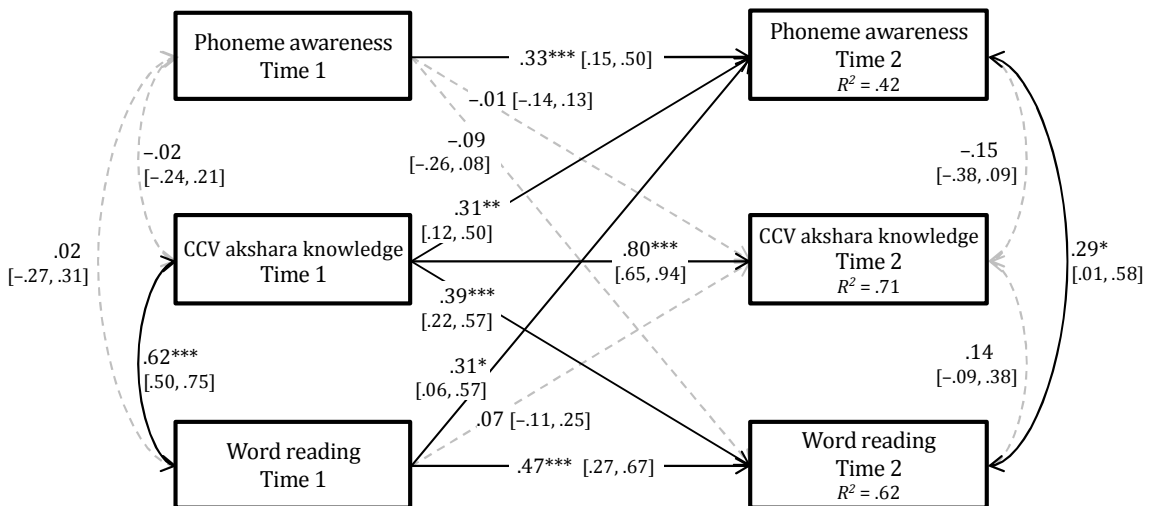 Phoneme awareness
Time 1
Phoneme awareness
Time 2
R² = .42
.33*** [.15, .50]
–.01 [–.14, .13]
–.09
[–.26, .08]
–.02
[–.24, .21]
–.15
[–.38, .09]
.31**
[.12, .50]
CCV akshara knowledge
Time 1
CCV akshara knowledge
Time 2
R² = .71
.80***
[.65, .94]
.02
[–.27, .31]
.29*
[.01, .58]
.39***
[.22, .57]
.62***
[.50, .75]
.31*
[.06, .57]
.14
[–.09, .38]
.07 [–.11, .25]
Word reading
Time 1
.47*** [.27, .67]
Word reading
Time 2
R² = .62